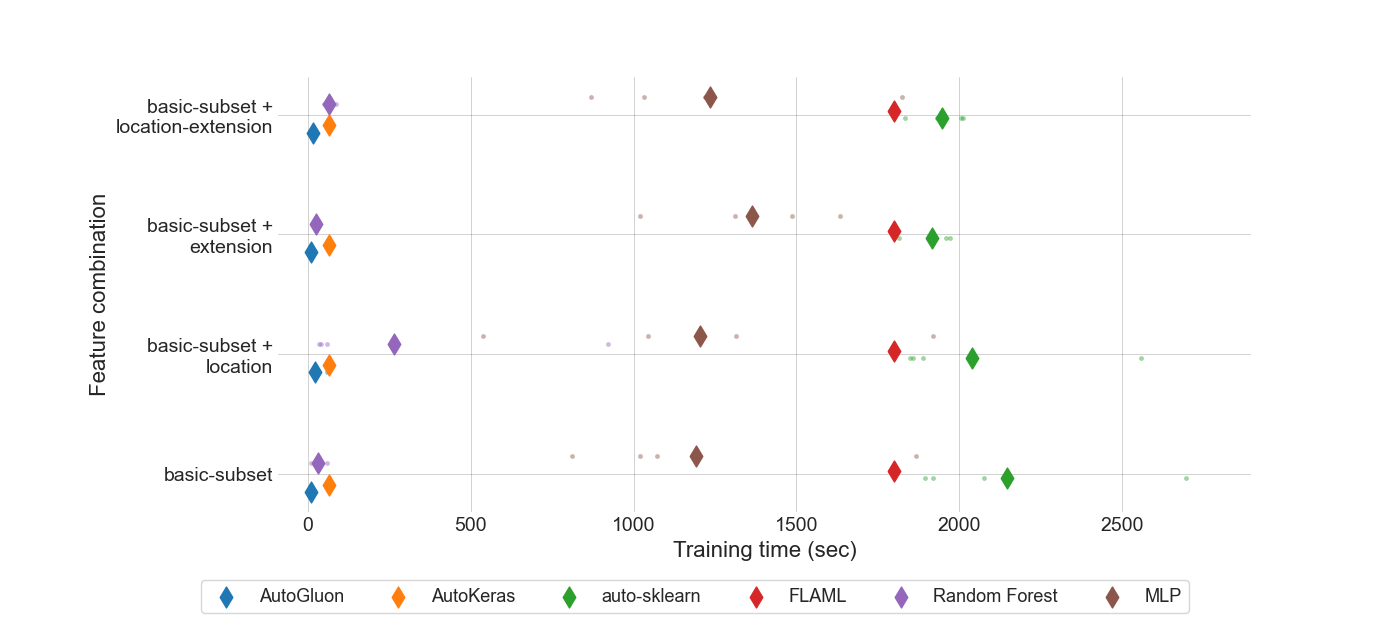 basic-subset +
location-extension
basic-subset +
extension
basic-subset +
location
basic-subset
Feature combination
0 500 1000 1500 2000 2500
Training time (sec)
AutoGluon AutoKeras auto-sklearn FLAML Random Forest MLP